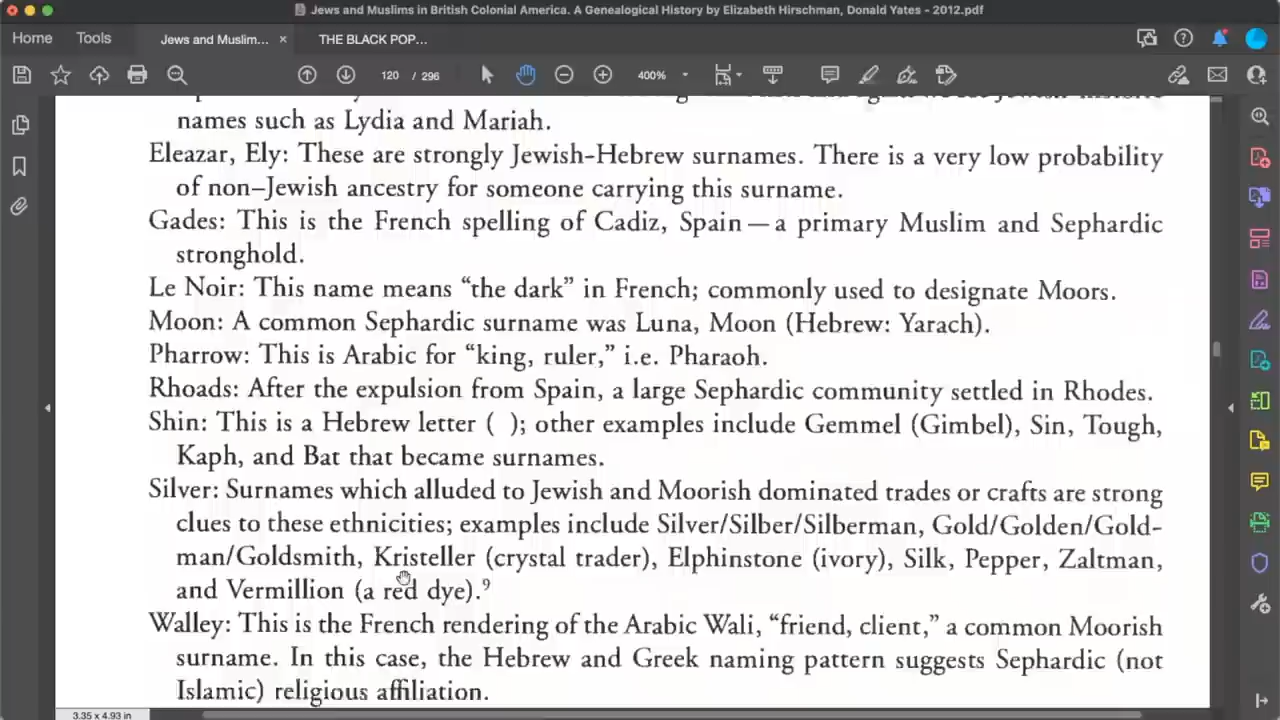 Jews and Muslims in British Colonial America. A Genealogical History by Elizabeth Hirschman, Donald Yates - 2012.pdf
Home Tools Jews and Muslim... × THE BLACK POP...
120 / 296 400%
names such as Lydia and Mariah.
Eleazar, Ely: These are strongly Jewish-Hebrew surnames. There is a very low probability
of non–Jewish ancestry for someone carrying this surname.
Gades: This is the French spelling of Cadiz, Spain — a primary Muslim and Sephardic
stronghold.
Le Noir: This name means “the dark” in French; commonly used to designate Moors.
Moon: A common Sephardic surname was Luna, Moon (Hebrew: Yarach).
Pharrow: This is Arabic for “king, ruler,” i.e. Pharaoh.
Rhoads: After the expulsion from Spain, a large Sephardic community settled in Rhodes.
Shin: This is a Hebrew letter ( ); other examples include Gemmel (Gimbel), Sin, Tough,
Kaph, and Bat that became surnames.
Silver: Surnames which alluded to Jewish and Moorish dominated trades or crafts are strong
clues to these ethnicities; examples include Silver/Silber/Silberman, Gold/Golden/Gold-
man/Goldsmith, Kristeller (crystal trader), Elphinstone (ivory), Silk, Pepper, Zaltman,
and Vermillion (a red dye).⁹
Walley: This is the French rendering of the Arabic Wali, “friend, client,” a common Moorish
surname. In this case, the Hebrew and Greek naming pattern suggests Sephardic (not
Islamic) religious affiliation.
3.35 x 4.93 in